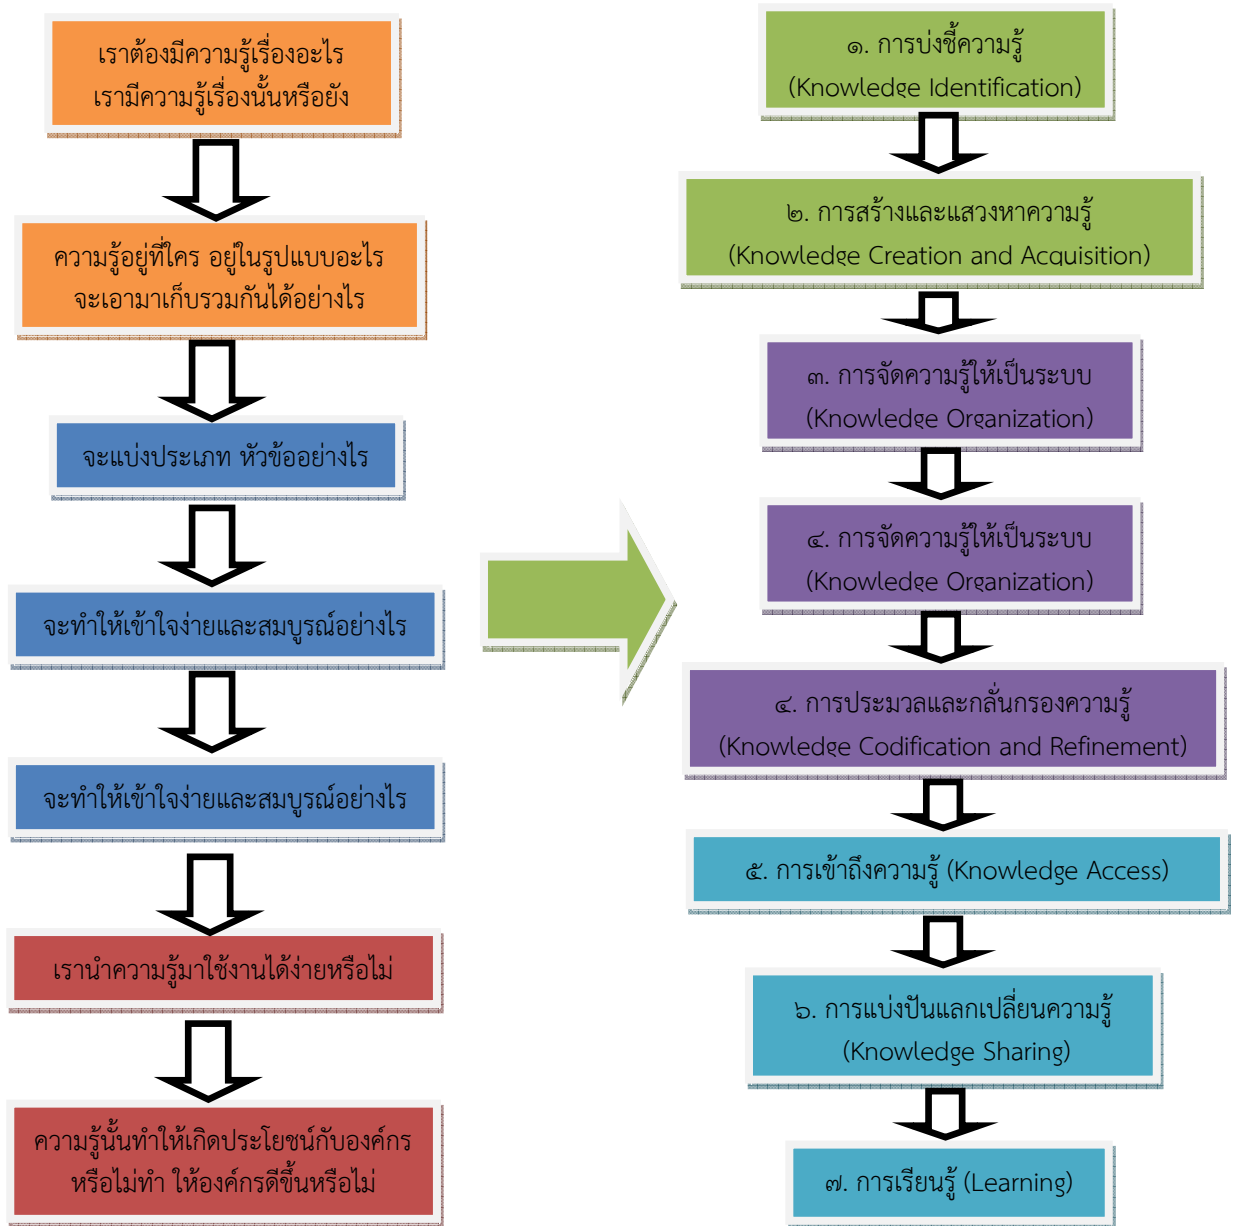 เราต้องมีความรู้เรื่องอะไร
เรามีความรู้เรื่องนั้นหรือยัง
ความรู้อยู่ที่ใคร อยู่ในรูปแบบอะไร
จะเอามาเก็บรวมกันได้อย่างไร
จะแบ่งประเภท หัวข้ออย่างไร
จะทำให้เข้าใจง่ายและสมบูรณ์อย่างไร
จะทำให้เข้าใจง่ายและสมบูรณ์อย่างไร
เรานำความรู้มาใช้งานได้ง่ายหรือไม่
ความรู้นั้นทำให้เกิดประโยชน์กับองค์กร
หรือไม่ทำ ให้องค์กรดีขึ้นหรือไม่
๑. การบ่งชี้ความรู้
(Knowledge Identification)
๒. การสร้างและแสวงหาความรู้
(Knowledge Creation and Acquisition)
๓. การจัดความรู้ให้เป็นระบบ
(Knowledge Organization)
๔. การจัดความรู้ให้เป็นระบบ
(Knowledge Organization)
๔. การประมวลและกลั่นกรองความรู้
(Knowledge Codification and Refinement)
๕. การเข้าถึงความรู้ (Knowledge Access)
๖. การแบ่งปันแลกเปลี่ยนความรู้
(Knowledge Sharing)
๗. การเรียนรู้ (Learning)